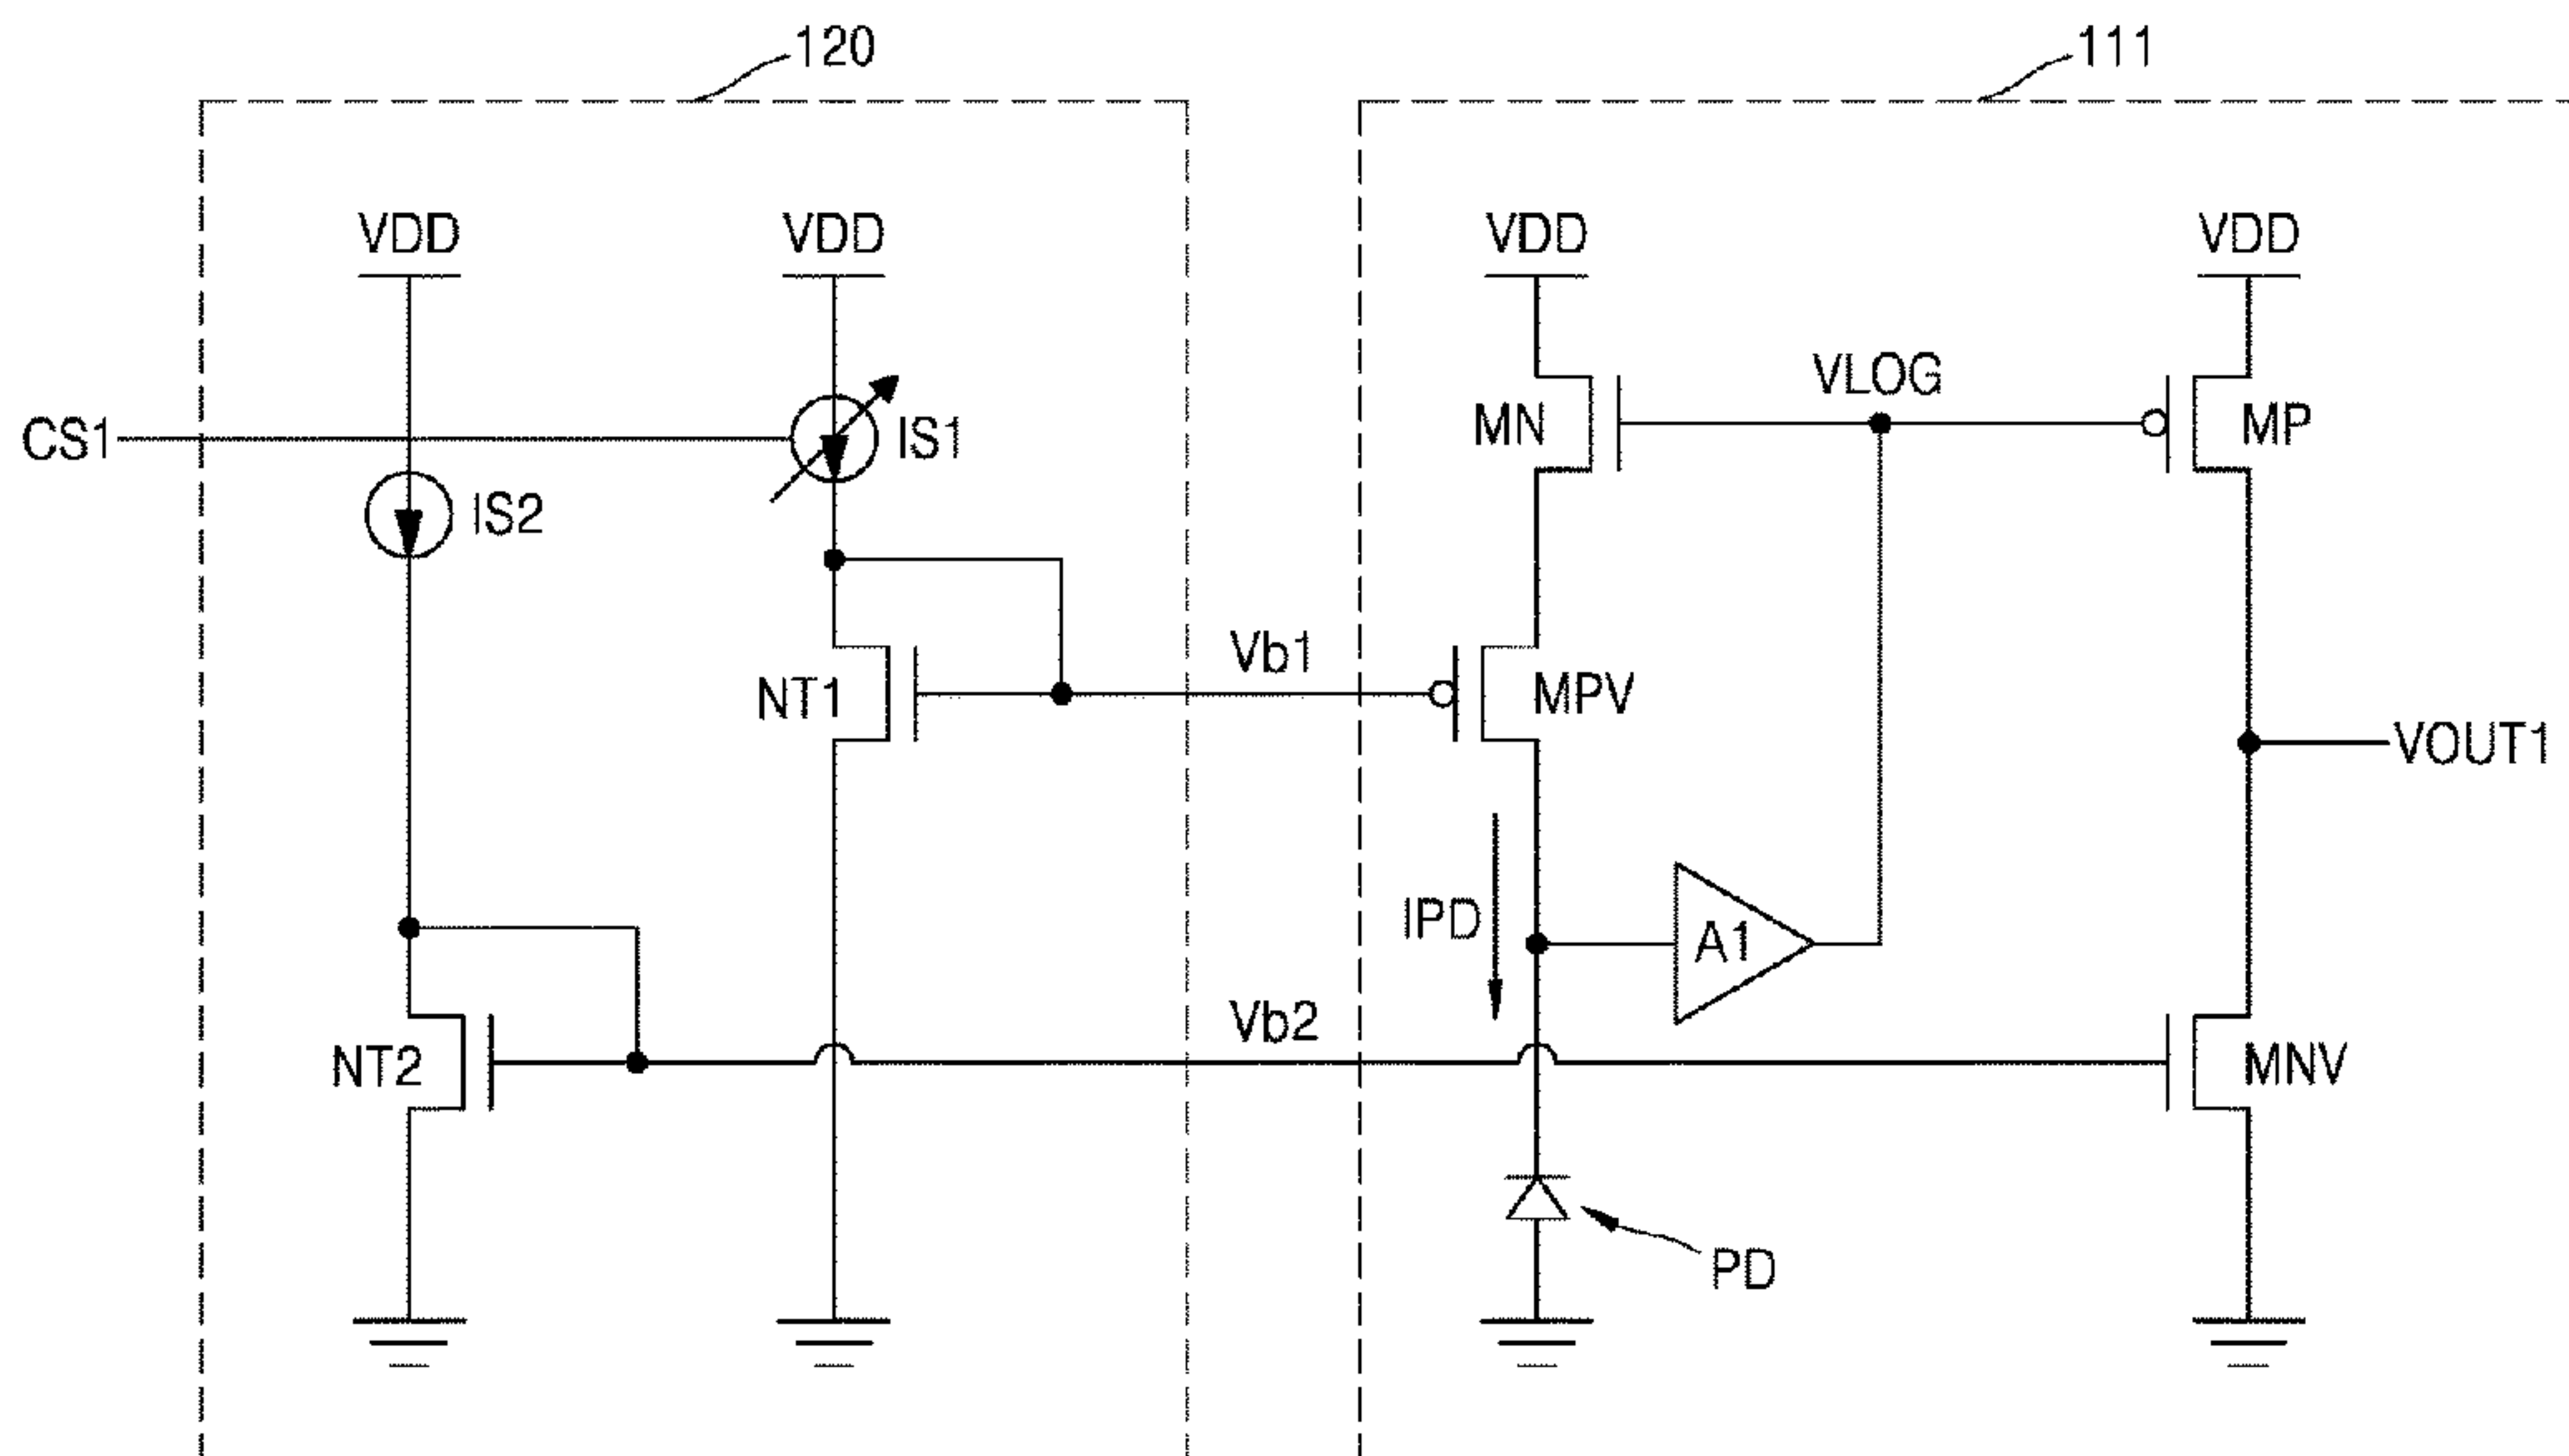 120
111
VDD
VDD
VDD
VDD
VLOG
MN
MP
CS1
IS1
IS2
Vb1
NT1
MPV
VOUT1
IPD
A1
Vb2
NT2
MNV
PD